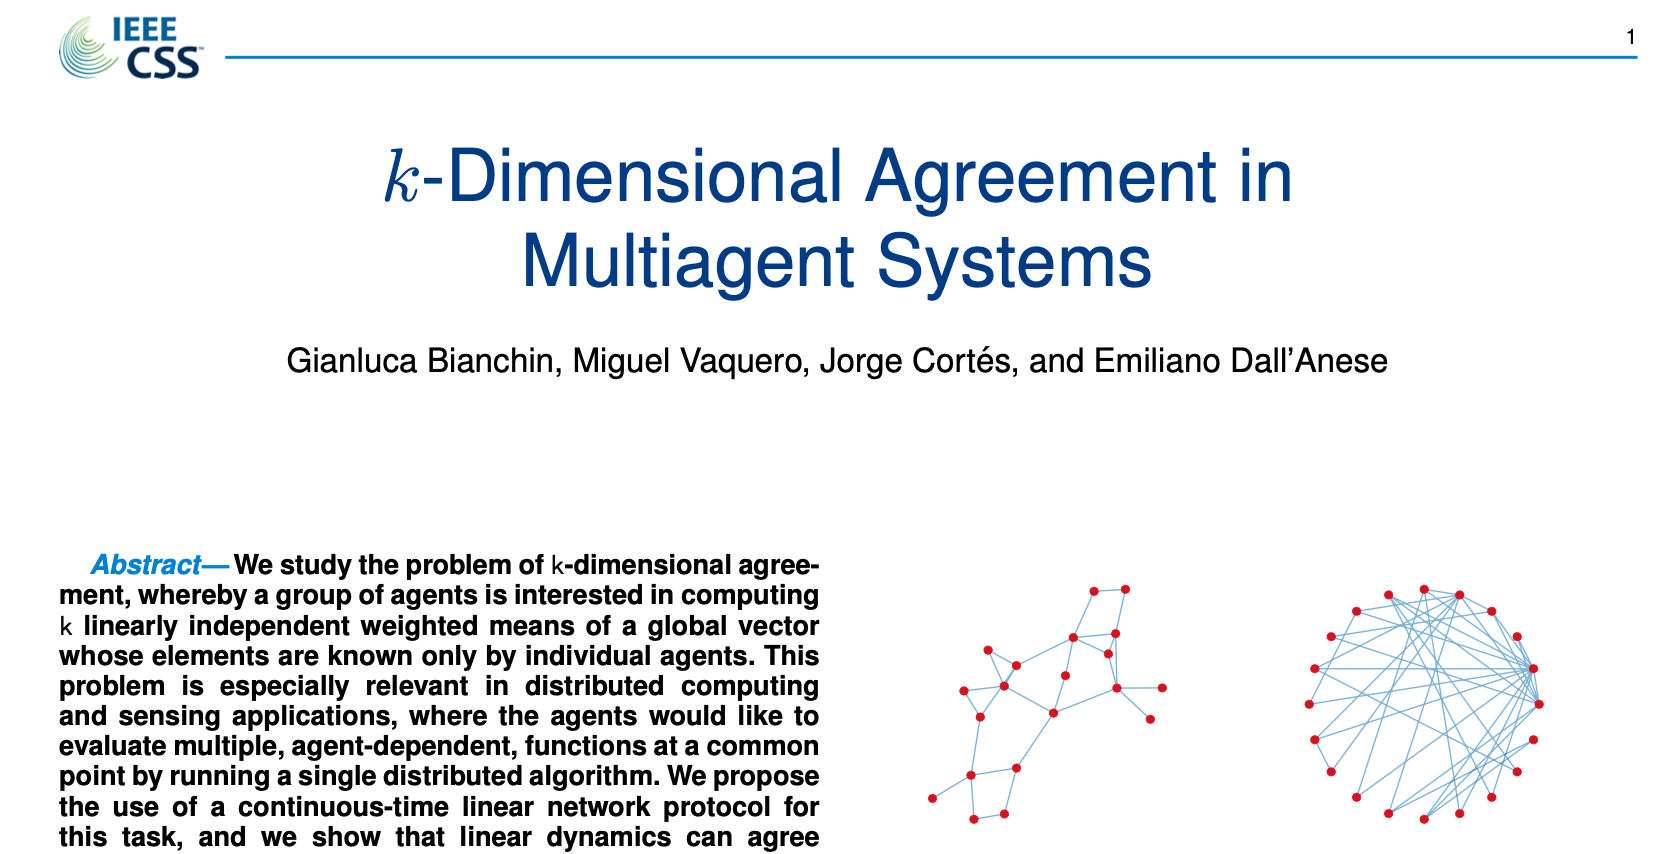 IEEE
CSS™
1
k-Dimensional Agreement in
Multiagent Systems
Gianluca Bianchin, Miguel Vaquero, Jorge Cortés, and Emiliano Dall’Anese
Abstract—We study the problem of k-dimensional agree-
ment, whereby a group of agents is interested in computing
k linearly independent weighted means of a global vector
whose elements are known only by individual agents. This
problem is especially relevant in distributed computing
and sensing applications, where the agents would like to
evaluate multiple, agent-dependent, functions at a common
point by running a single distributed algorithm. We propose
the use of a continuous-time linear network protocol for
this task, and we show that linear dynamics can agree